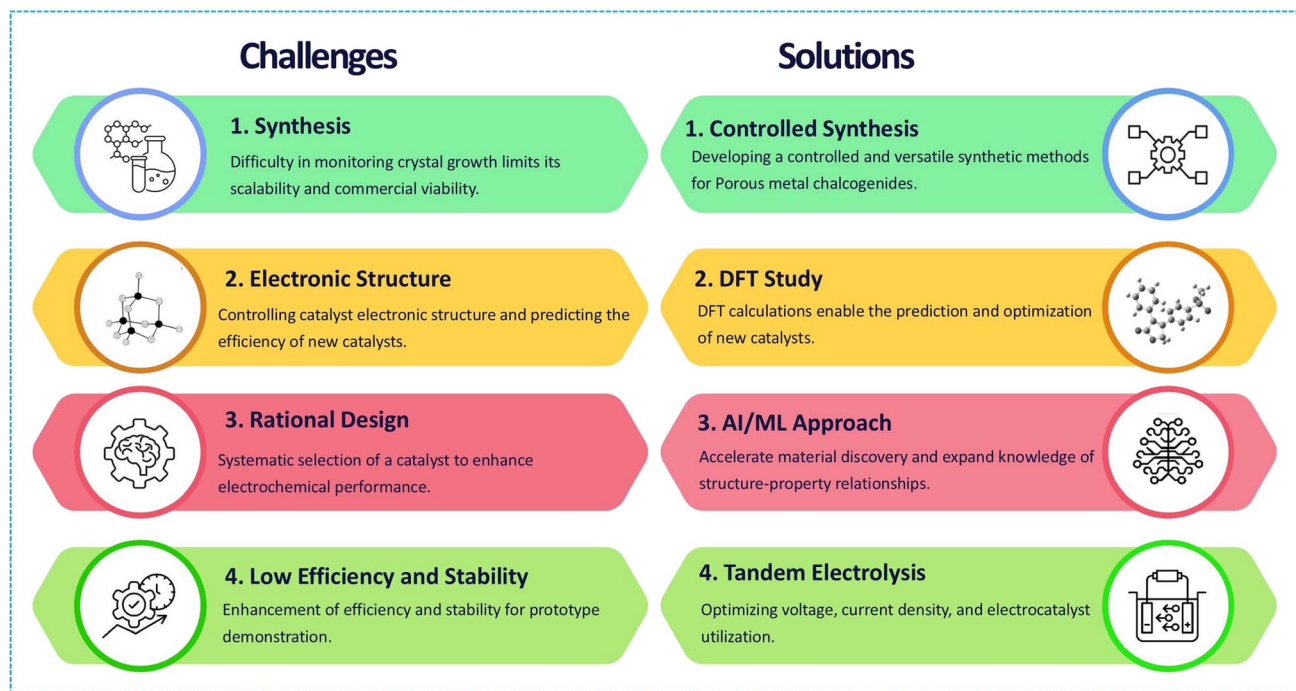 Challenges
Solutions
1. Synthesis
Difficulty in monitoring crystal growth limits its
scalability and commercial viability.
1. Controlled Synthesis
Developing a controlled and versatile synthetic methods
for Porous metal chalcogenides.
2. Electronic Structure
Controlling catalyst electronic structure and predicting the
efficiency of new catalysts.
2. DFT Study
DFT calculations enable the prediction and optimization
of new catalysts.
3. Rational Design
Systematic selection of a catalyst to enhance
electrochemical performance.
3. AI/ML Approach
Accelerate material discovery and expand knowledge of
structure-property relationships.
4. Low Efficiency and Stability
Enhancement of efficiency and stability for prototype
demonstration.
4. Tandem Electrolysis
Optimizing voltage, current density, and electrocatalyst
utilization.